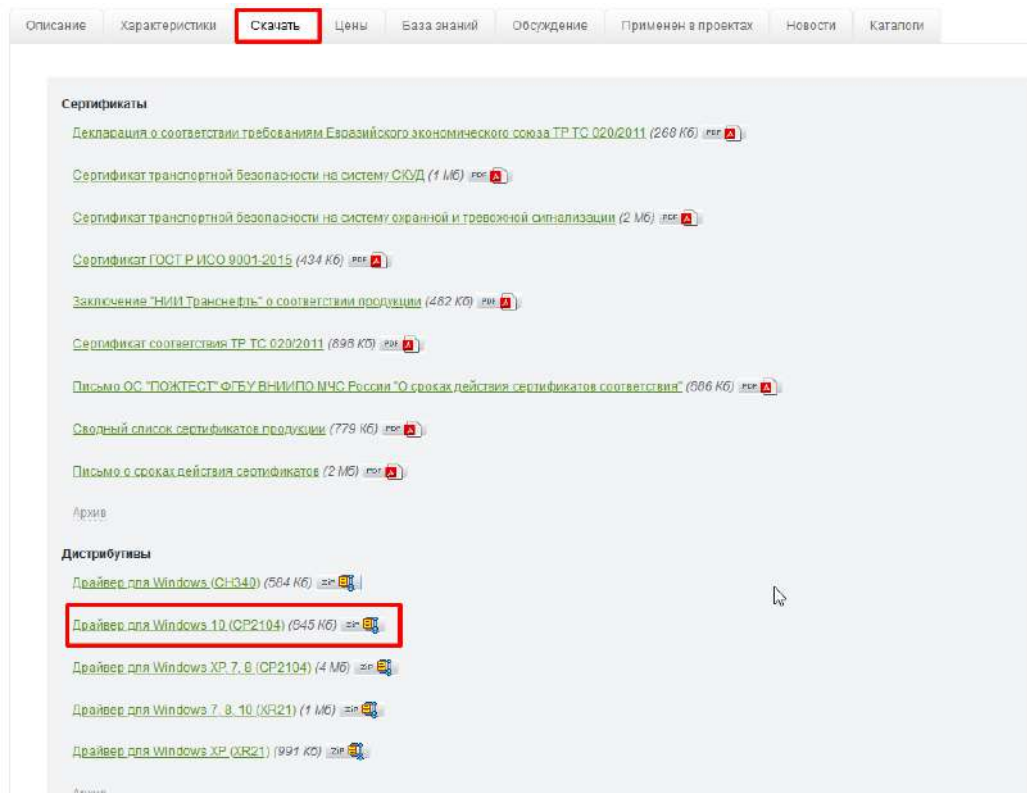 Описание Характеристики Скачать Цены База знаний Обсуждение Применен в проектах Новости Каталоги
Сертификаты
Декларация о соответствии требованиям Евразийского экономического союза ТР ТС 020/2011 (268 Кб) PDF
Сертификат транспортной безопасности на систему СКУД (1 Мб) PDF
Сертификат транспортной безопасности на систему охранной и тревожной сигнализации (2 Мб) PDF
Сертификат ГОСТ Р ИСО 9001-2015 (434 Кб) PDF
Заключение "НИИ Транснефть" о соответствии продукции (482 Кб) PDF
Сертификат соответствия ТР ТС 020/2011 (898 Кб) PDF
Письмо ОС "ПОЖТЕСТ" ФГБУ ВНИИПО МЧС России "О сроках действия сертификатов соответствия" (886 Кб) PDF
Сводный список сертификатов продукции (779 Кб) PDF
Письмо о сроках действия сертификатов (2 Мб) PDF
Архив
Дистрибутивы
Драйвер для Windows (CH340) (584 Кб) ZIP
Драйвер для Windows 10 (CP2104) (845 Кб) ZIP
Драйвер для Windows XP, 7, 8 (CP2104) (4 Мб) ZIP
Драйвер для Windows 7, 8, 10 (XR21) (1 Мб) ZIP
Драйвер для Windows XP (XR21) (991 Кб) ZIP